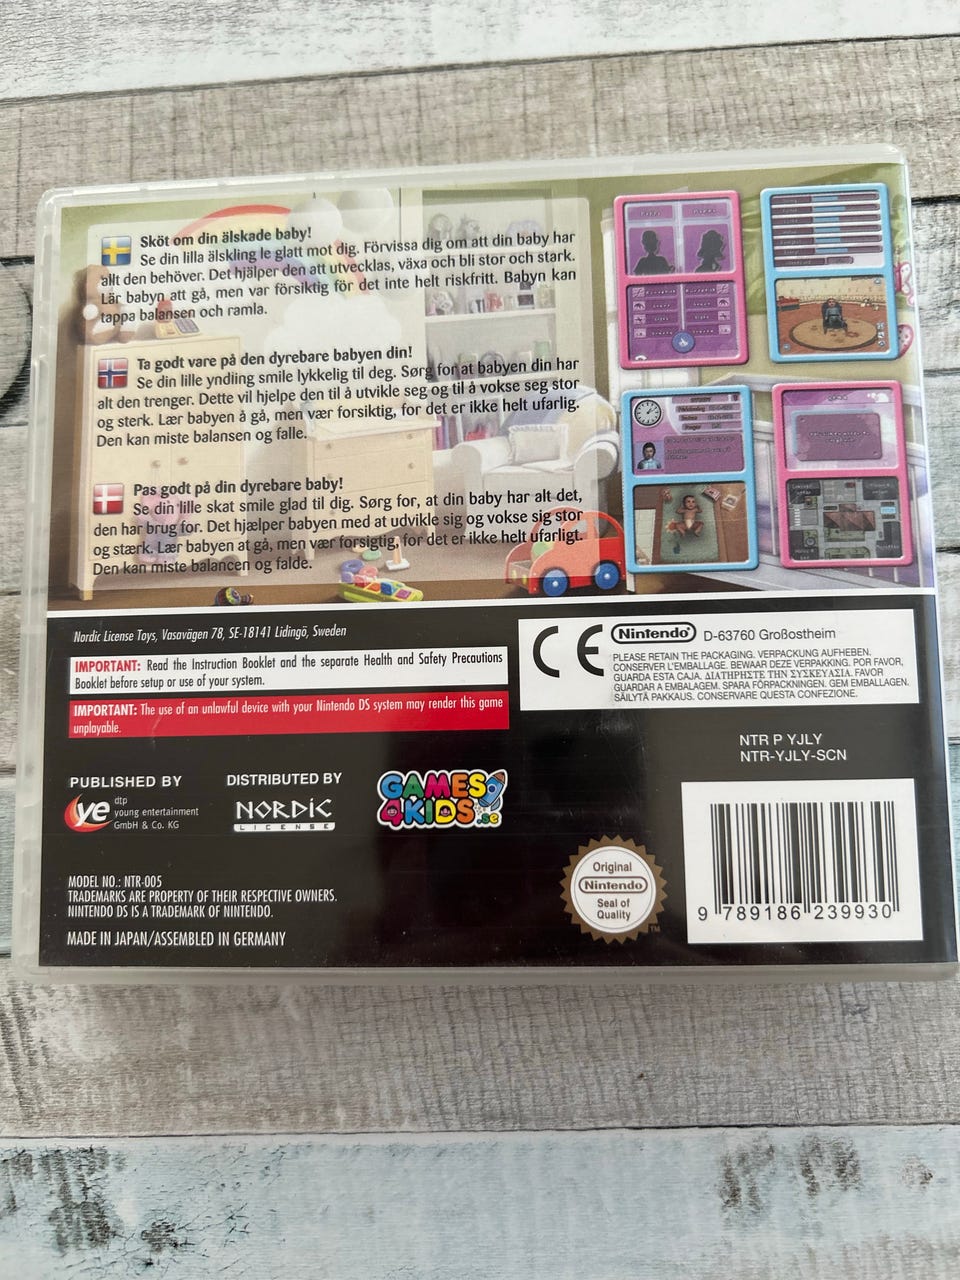 Sköt om din älskade baby!
Se din lilla älskling le glatt mot dig. Förvissa dig om att din baby har
allt den behöver. Det hjälper den att utvecklas, växa och bli stor och stark.
Lär babyn att gå, men var försiktig för det inte helt riskfritt. Babyn kan
tappa balansen och ramla.
Ta godt vare på den dyrebare babyen din!
Se din lille yndling smile lykkelig til deg. Sørg for at babyen din har
alt den trenger. Dette vil hjelpe den til å utvikle seg og til å vokse seg stor
og sterk. Lær babyen å gå, men vær forsiktig, for det er ikke helt ufarlig.
Den kan miste balansen og falle.
Pas godt på din dyrebare baby!
Se din lille skat smile glad til dig. Sørg for, at din baby har alt det,
den har brug for. Det hjælper babyen med at udvikle sig og vokse sig stor
og stærk. Lær babyen at gå, men vær forsigtig, for det er ikke helt ufarligt.
Den kan miste balancen og falde.
Nordic License Toys, Vasavägen 78, SE-18141 Lidingö, Sweden
IMPORTANT: Read the Instruction Booklet and the separate Health and Safety Precautions
Booklet before setup or use of your system.
IMPORTANT: The use of an unlawful device with your Nintendo DS system may render this game
unplayable.
CE Nintendo® D-63760 Großostheim
PLEASE RETAIN THE PACKAGING. VERPACKUNG AUFHEBEN.
CONSERVER L'EMBALLAGE. BEWAAR DEZE VERPAKKING. POR FAVOR,
GUARDA ESTA CAJA. ΔΙΑΤΗΡΗΣΤΕ ΤΗΝ ΣΥΣΚΕΥΑΣΙΑ. FAVOR
GUARDAR A EMBALAGEM. SPARA FÖRPACKNINGEN. GEM EMBALLAGEN.
SÄILYTÄ PAKKAUS. CONSERVARE QUESTA CONFEZIONE.
NTR P YJLY
NTR-YJLY-SCN
PUBLISHED BY
ye dtp
young entertainment
GmbH & Co. KG
DISTRIBUTED BY
NORDIC
LICENSE
GAMES
4KIDS.se
MODEL NO.: NTR-005
TRADEMARKS ARE PROPERTY OF THEIR RESPECTIVE OWNERS.
NINTENDO DS IS A TRADEMARK OF NINTENDO.
MADE IN JAPAN/ASSEMBLED IN GERMANY
Original
Nintendo
Seal of
Quality
TM
9 789186 239930